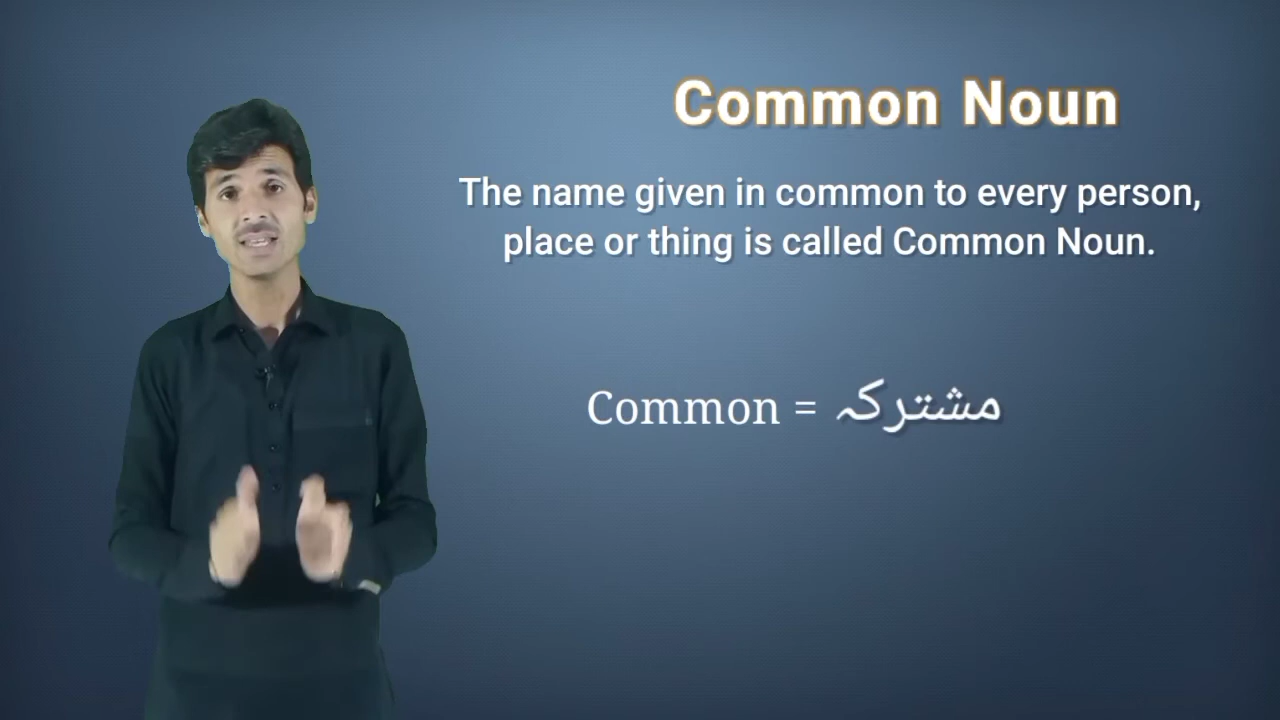 Common Noun
The name given in common to every person,
place or thing is called Common Noun.
Common = مشترکہ